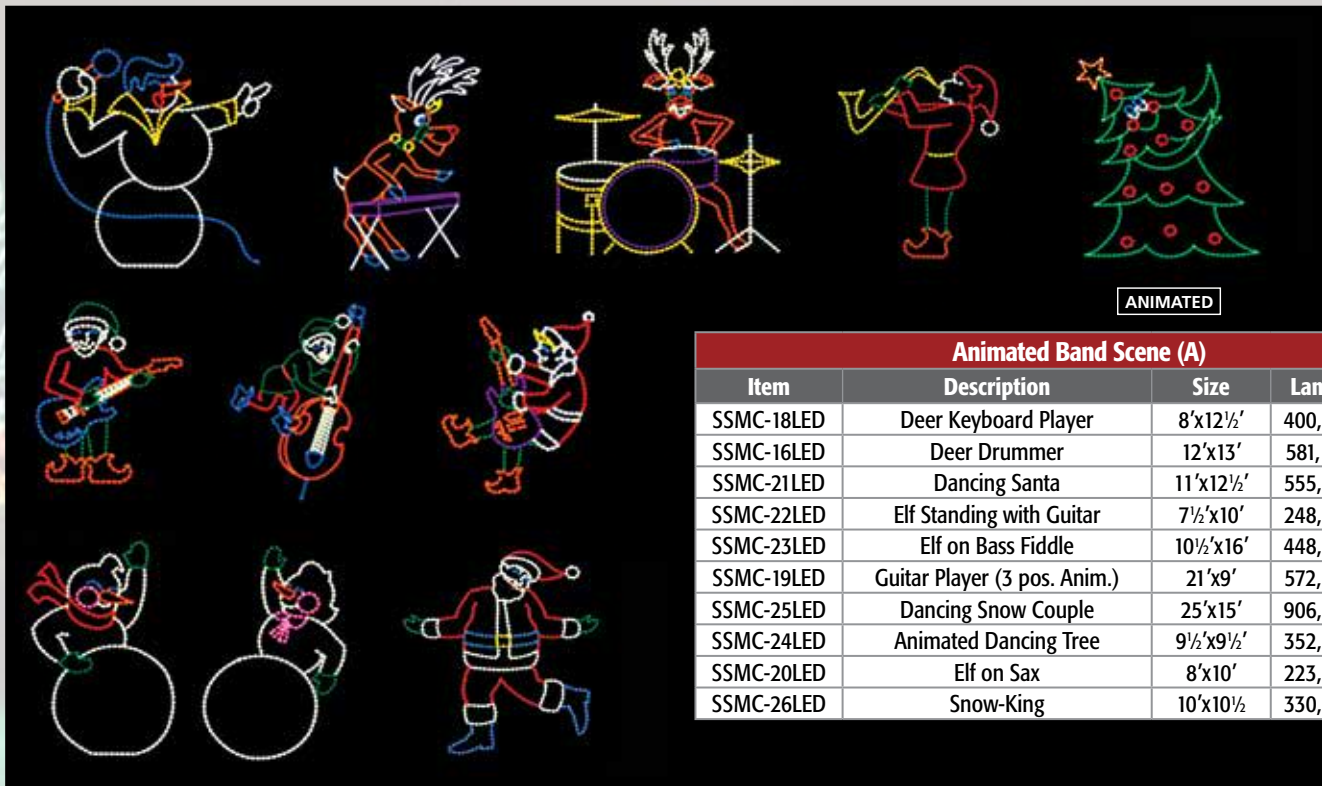 ANIMATED
Animated Band Scene (A)
Item Description Size Lam
SSMC-18LED Deer Keyboard Player 8'x12½' 400,
SSMC-16LED Deer Drummer 12'x13' 581,
SSMC-21LED Dancing Santa 11'x12½' 555,
SSMC-22LED Elf Standing with Guitar 7½'x10' 248,
SSMC-23LED Elf on Bass Fiddle 10½'x16' 448,
SSMC-19LED Guitar Player (3 pos. Anim.) 21'x9' 572,
SSMC-25LED Dancing Snow Couple 25'x15' 906,
SSMC-24LED Animated Dancing Tree 9½'x9½' 352,
SSMC-20LED Elf on Sax 8'x10' 223,
SSMC-26LED Snow-King 10'x10½ 330,